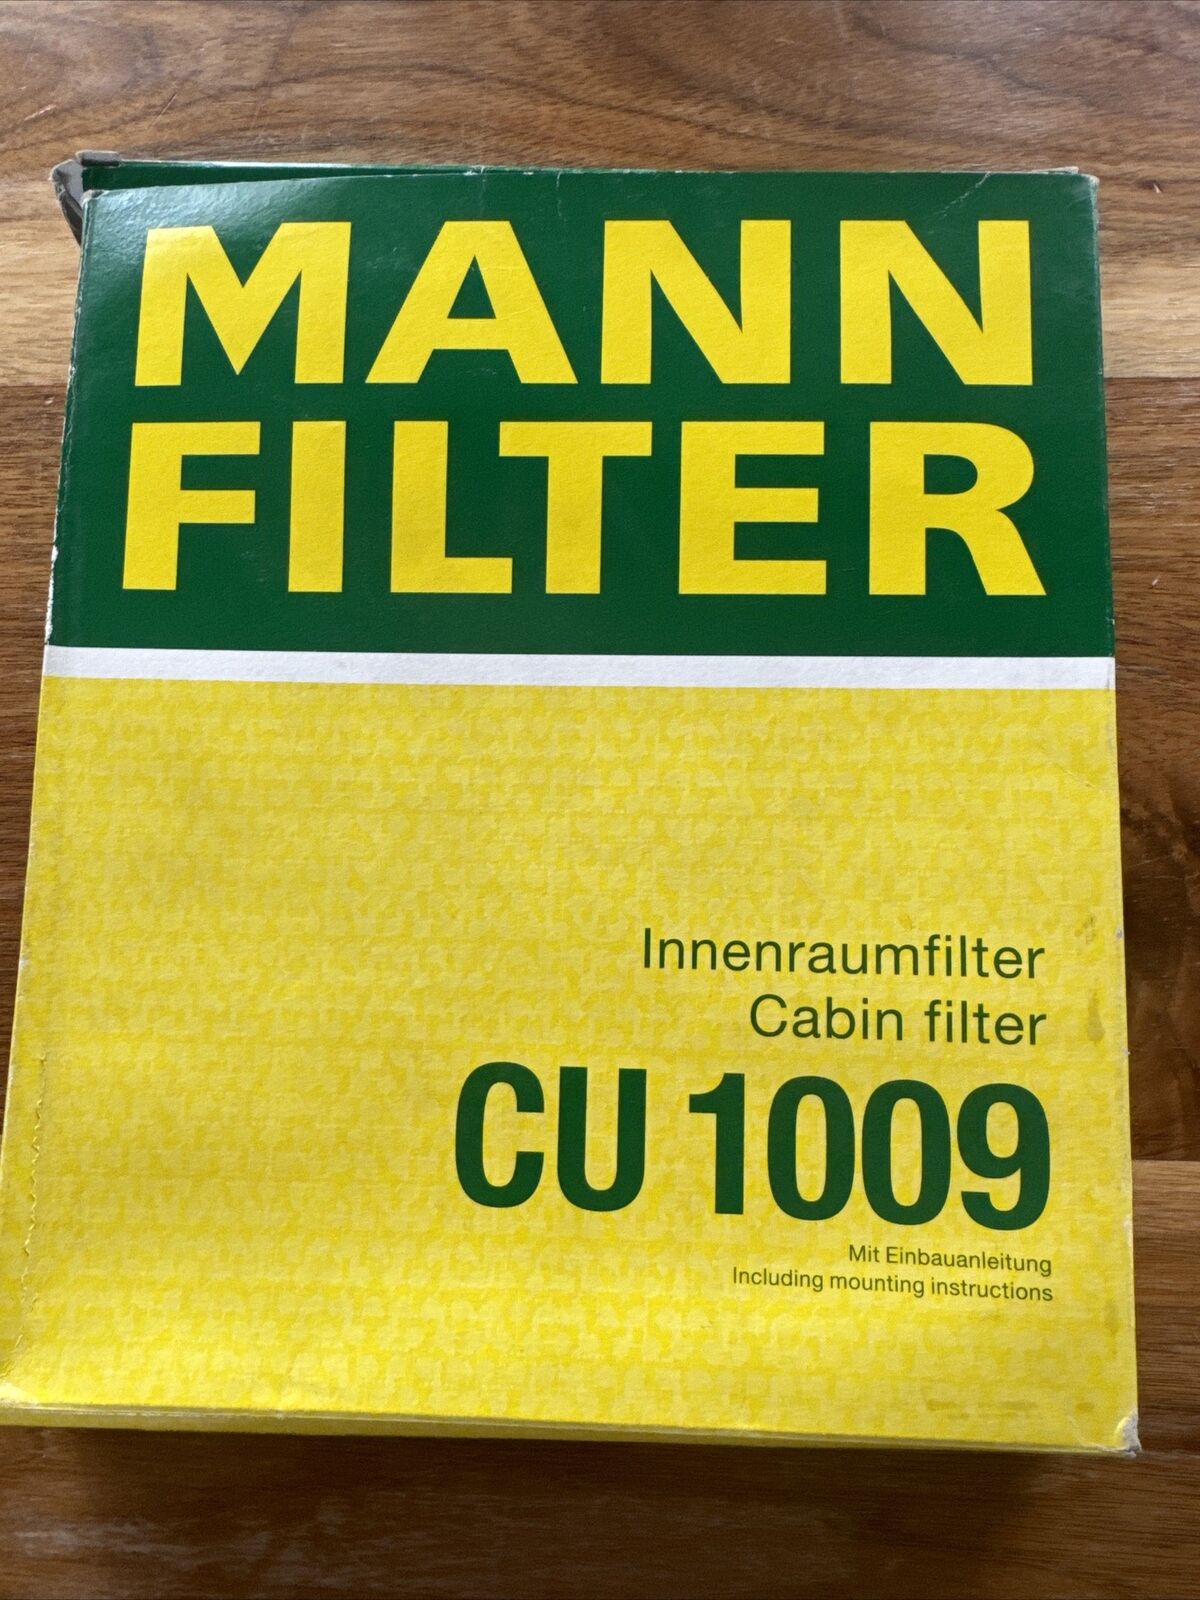 MANN
FILTER
Innenraumfilter
Cabin filter
CU 1009
Mit Einbauanleitung
Including mounting instructions